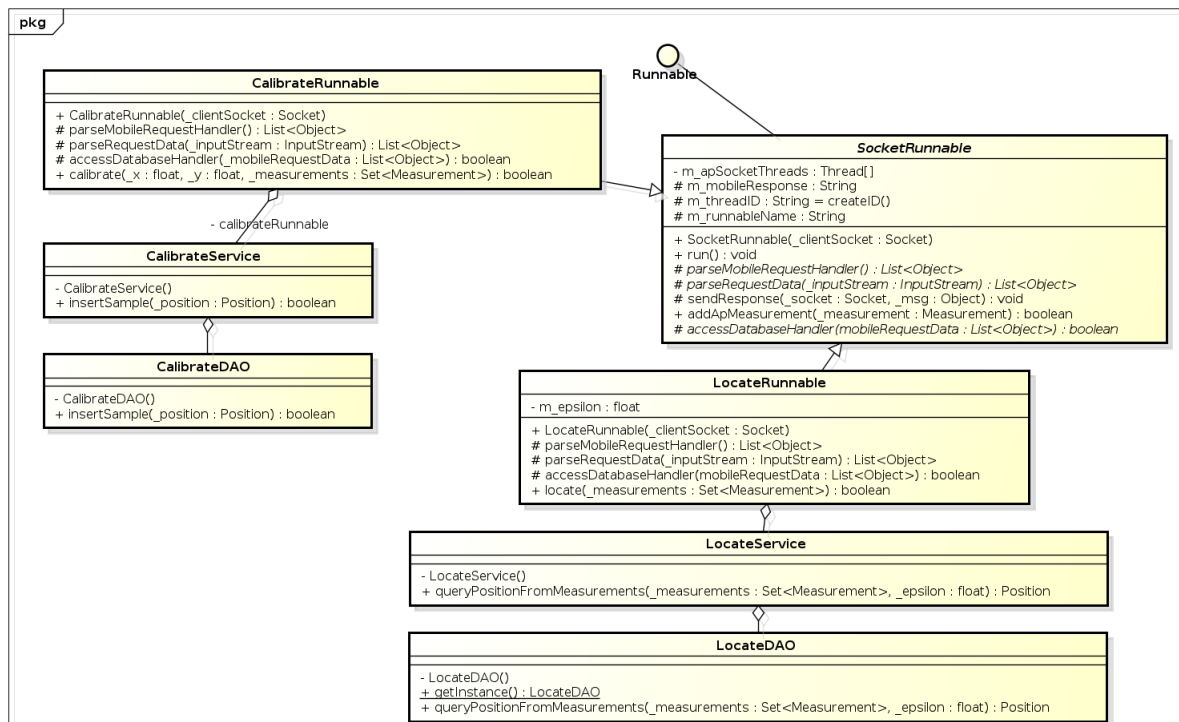 pkg
Runnable
CalibrateRunnable
+ CalibrateRunnable(_clientSocket : Socket)
# parseMobileRequestHandler() : List<Object>
# parseRequestData(_inputStream : InputStream) : List<Object>
# accessDatabaseHandler(_mobileRequestData : List<Object>) : boolean
+ calibrate(_x : float, _y : float, _measurements : Set<Measurement>) : boolean
- calibrateRunnable
CalibrateService
- CalibrateService()
+ insertSample(_position : Position) : boolean
CalibrateDAO
- CalibrateDAO()
+ insertSample(_position : Position) : boolean
SocketRunnable
- m_apSocketThreads : Thread[]
# m_mobileResponse : String
# m_threadID : String = createID()
# m_runnableName : String
+ SocketRunnable(_clientSocket : Socket)
+ run() : void
# parseMobileRequestHandler() : List<Object>
# parseRequestData(_inputStream : InputStream) : List<Object>
# sendResponse(_socket : Socket, _msg : Object) : void
+ addApMeasurement(_measurement : Measurement) : boolean
# accessDatabaseHandler(mobileRequestData : List<Object>) : boolean
LocateRunnable
- m_epsilon : float
+ LocateRunnable(_clientSocket : Socket)
# parseMobileRequestHandler() : List<Object>
# parseRequestData(_inputStream : InputStream) : List<Object>
# accessDatabaseHandler(mobileRequestData : List<Object>) : boolean
+ locate(_measurements : Set<Measurement>) : boolean
LocateService
- LocateService()
+ queryPositionFromMeasurements(_measurements : Set<Measurement>, _epsilon : float) : Position
LocateDAO
- LocateDAO()
+ getInstance() : LocateDAO
+ queryPositionFromMeasurements(_measurements : Set<Measurement>, _epsilon : float) : Position